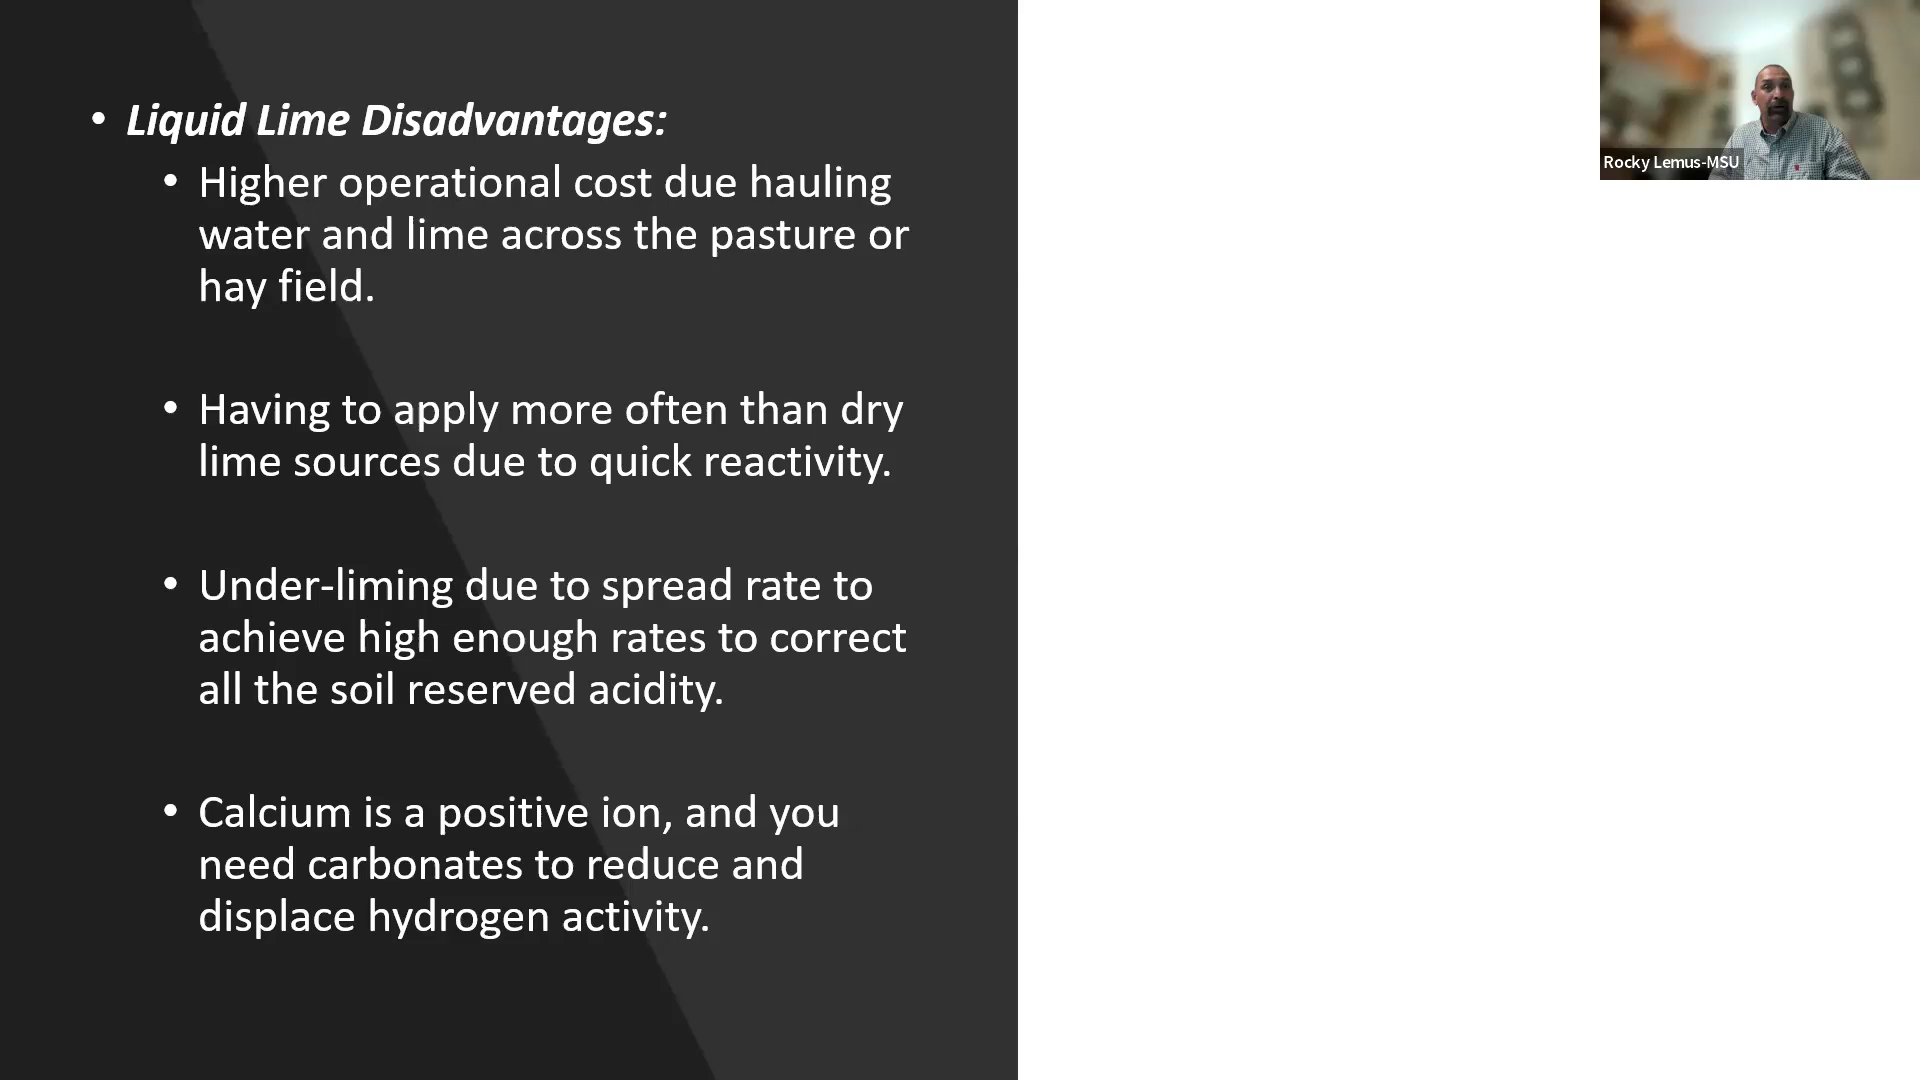 • Liquid Lime Disadvantages:
• Higher operational cost due hauling
water and lime across the pasture or
hay field.
• Having to apply more often than dry
lime sources due to quick reactivity.
• Under-liming due to spread rate to
achieve high enough rates to correct
all the soil reserved acidity.
• Calcium is a positive ion, and you
need carbonates to reduce and
displace hydrogen activity.
Rocky Lemus-MSU